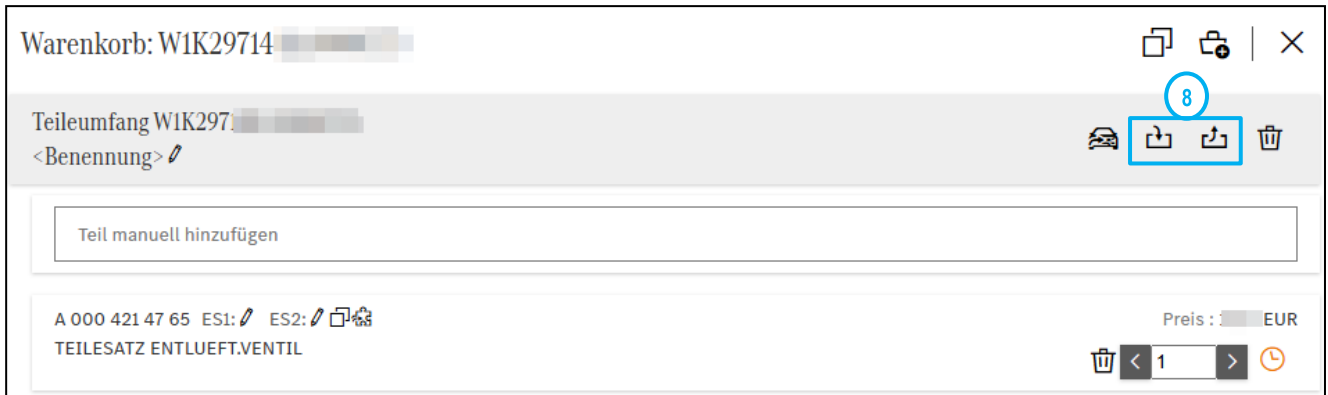 Warenkorb: W1K29714
8
Teileumfang W1K2971
<Benennung>
Teil manuell hinzufügen
A 000 421 47 65 ES1: ES2:
Preis : EUR
TEILESATZ ENTLUEFT.VENTIL
1